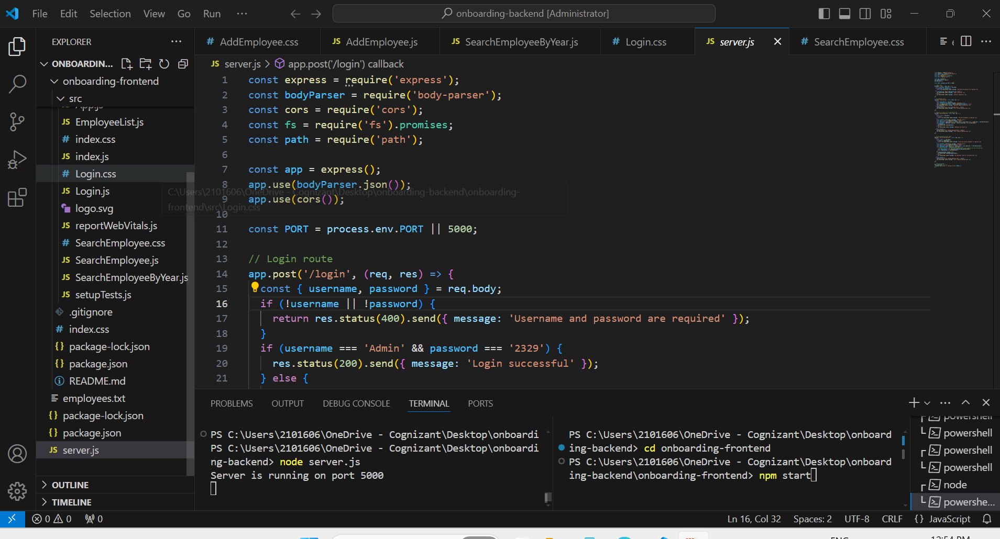 File Edit Selection View Go Run ··· onboarding-backend [Administrator]
EXPLORER
AddEmployee.css AddEmployee.js SearchEmployeeByYear.js Login.css server.js SearchEmployee.css
ONBOARDIN...
server.js > app.post('/login') callback
onboarding-frontend
src
App.js
EmployeeList.js
index.css
index.js
Login.css
Login.js
logo.svg
reportWebVitals.js
SearchEmployee.css
SearchEmployee.js
SearchEmployeeByYear.js
setupTests.js
.gitignore
index.css
package-lock.json
package.json
README.md
employees.txt
package-lock.json
package.json
server.js
OUTLINE
TIMELINE
1 const express = require('express');
2 const bodyParser = require('body-parser');
3 const cors = require('cors');
4 const fs = require('fs').promises;
5 const path = require('path');
6
7 const app = express();
8 app.use(bodyParser.json());
9 app.use(cors());
10
C:\Users\2101606\OneDrive - Cognizant\Desktop\onboarding-backend\onboarding-
frontend\src\Login.css
11 const PORT = process.env.PORT || 5000;
12
13 // Login route
14 app.post('/login', (req, res) => {
15 const { username, password } = req.body;
16 if (!username || !password) {
17 return res.status(400).send({ message: 'Username and password are required' });
18 }
19 if (username === 'Admin' && password === '2329') {
20 res.status(200).send({ message: 'Login successful' });
21 } else {
PROBLEMS OUTPUT DEBUG CONSOLE TERMINAL PORTS
PS C:\Users\2101606\OneDrive - Cognizant\Desktop\onboardi
PS C:\Users\2101606\OneDrive - Cognizant\Desktop\onboardi
ng-backend> node server.js
Server is running on port 5000
PS C:\Users\2101606\OneDrive - Cognizant\Desktop\onboard
ing-backend> cd onboarding-frontend
PS C:\Users\2101606\OneDrive - Cognizant\Desktop\onboard
ing-backend\onboarding-frontend> npm start
powershell
powershell
powershell
powershell
node
powershe...
0 0 0 Ln 16, Col 32 Spaces: 2 UTF-8 CRLF {} JavaScript
ENG 12:54 PM